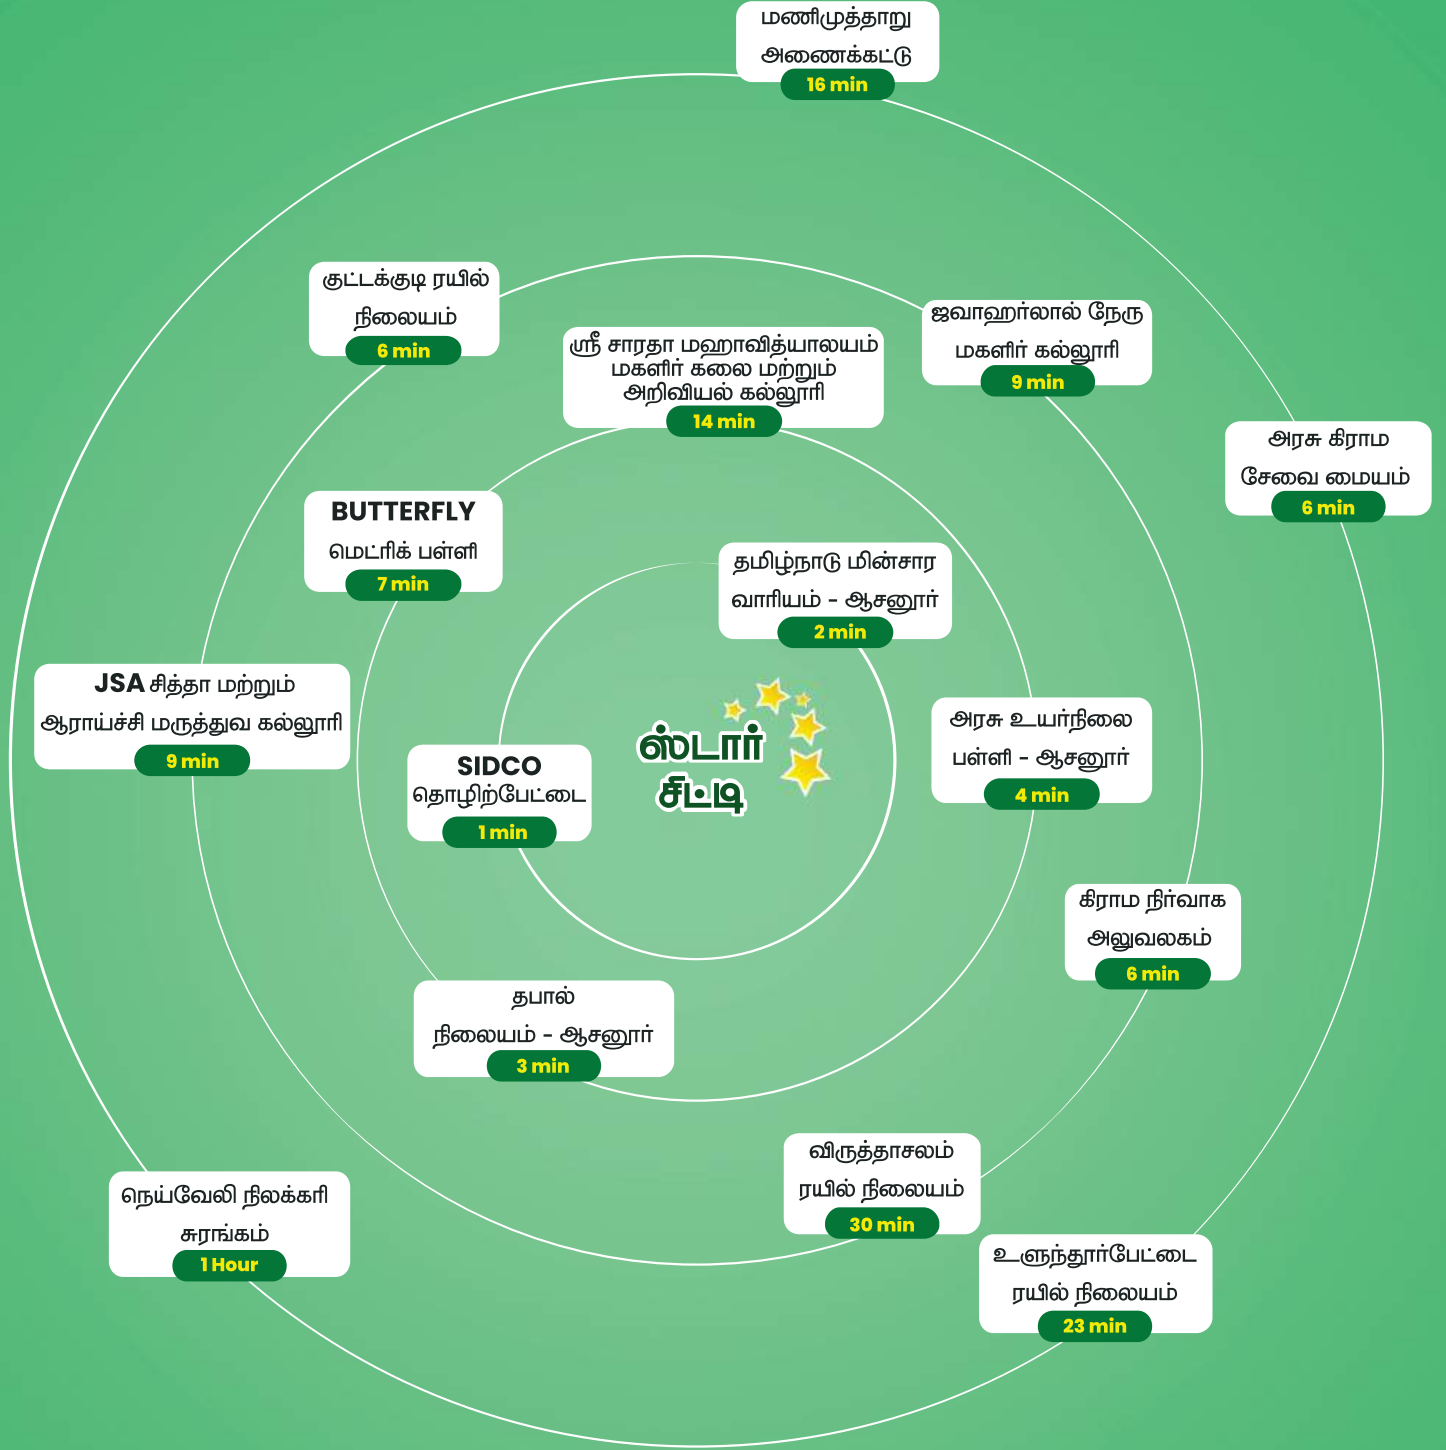 மணிமுத்தாறு
அணைக்கட்டு
16 min
குட்டக்குடி ரயில்
நிலையம்
6 min
ஜவாஹர்லால் நேரு
மகளிர் கல்லூரி
9 min
ஸ்ரீ சாரதா மஹாவித்யாலயம்
மகளிர் கலை மற்றும்
அறிவியல் கல்லூரி
14 min
அரசு கிராம
சேவை மையம்
6 min
BUTTERFLY
மெட்ரிக் பள்ளி
7 min
தமிழ்நாடு மின்சார
வாரியம் - ஆசனூர்
2 min
JSA சித்தா மற்றும்
ஆராய்ச்சி மருத்துவ கல்லூரி
9 min
SIDCO
தொழிற்பேட்டை
1 min
ஸ்டார்
சிட்டி
அரசு உயர்நிலை
பள்ளி - ஆசனூர்
4 min
கிராம நிர்வாக
அலுவலகம்
6 min
தபால்
நிலையம் - ஆசனூர்
3 min
விருத்தாசலம்
ரயில் நிலையம்
30 min
நெய்வேலி நிலக்கரி
சுரங்கம்
1 Hour
உளுந்தூர்பேட்டை
ரயில் நிலையம்
23 min